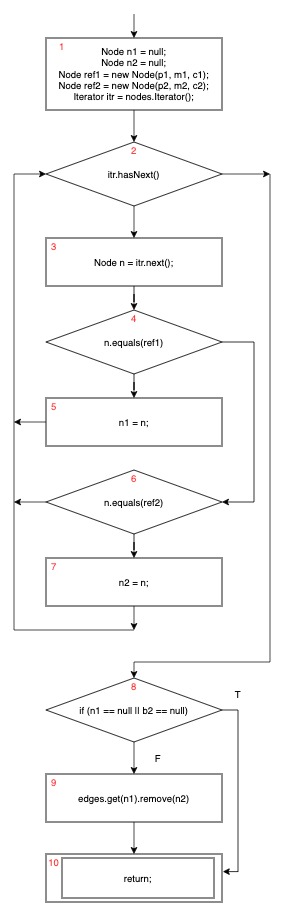 1
Node n1 = null;
Node n2 = null;
Node ref1 = new Node(p1, m1, c1);
Node ref2 = new Node(p2, m2, c2);
Iterator itr = nodes.Iterator();
2
itr.hasNext()
3
Node n = itr.next();
4
n.equals(ref1)
5
n1 = n;
6
n.equals(ref2)
7
n2 = n;
8
if (n1 == null || b2 == null)
T
F
9
edges.get(n1).remove(n2)
10
return;